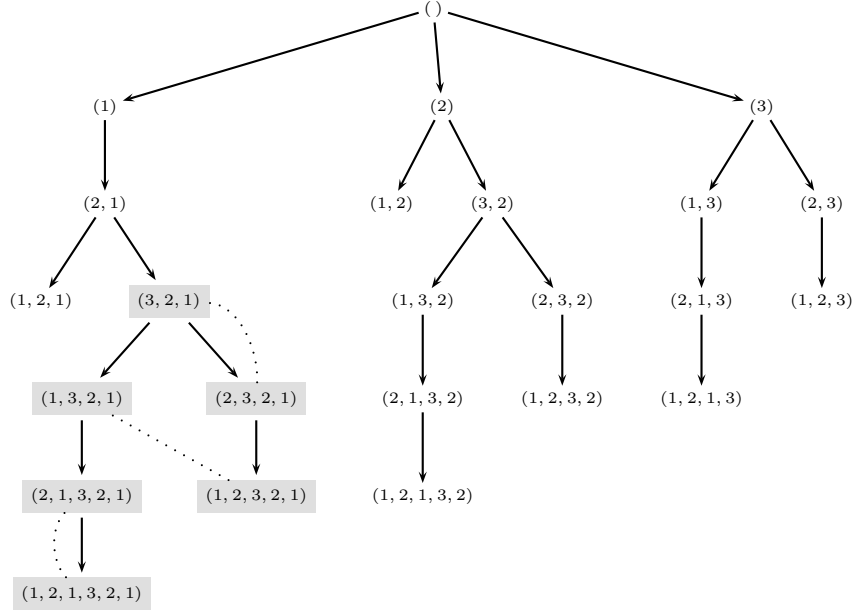 ( )
(1) (2) (3)
(2, 1) (1, 2) (3, 2) (1, 3) (2, 3)
(1, 2, 1) (3, 2, 1) (1, 3, 2) (2, 3, 2) (2, 1, 3) (1, 2, 3)
(1, 3, 2, 1) (2, 3, 2, 1) (2, 1, 3, 2) (1, 2, 3, 2) (1, 2, 1, 3)
(2, 1, 3, 2, 1) (1, 2, 3, 2, 1) (1, 2, 1, 3, 2)
(1, 2, 1, 3, 2, 1)